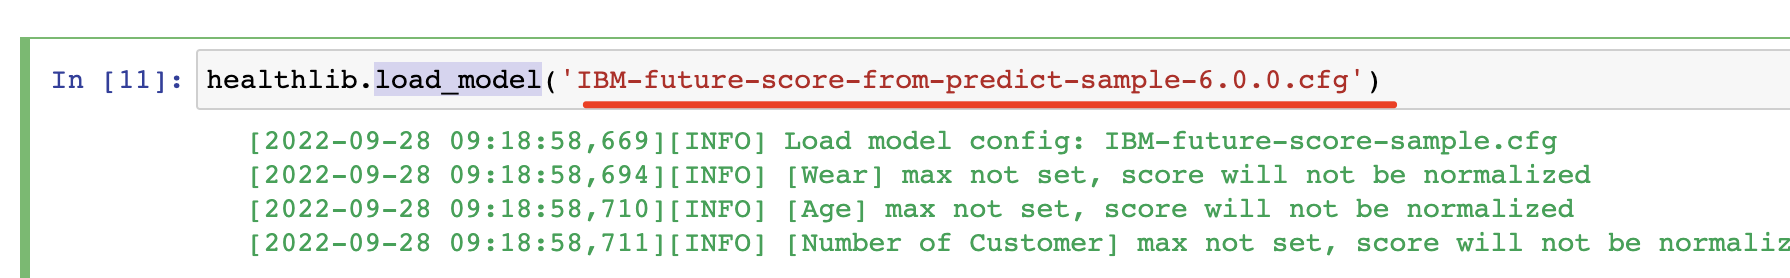 In [11]: healthlib.load_model('IBM-future-score-from-predict-sample-6.0.0.cfg')
[2022-09-28 09:18:58,669][INFO] Load model config: IBM-future-score-sample.cfg
[2022-09-28 09:18:58,694][INFO] [Wear] max not set, score will not be normalized
[2022-09-28 09:18:58,710][INFO] [Age] max not set, score will not be normalized
[2022-09-28 09:18:58,711][INFO] [Number of Customer] max not set, score will not be